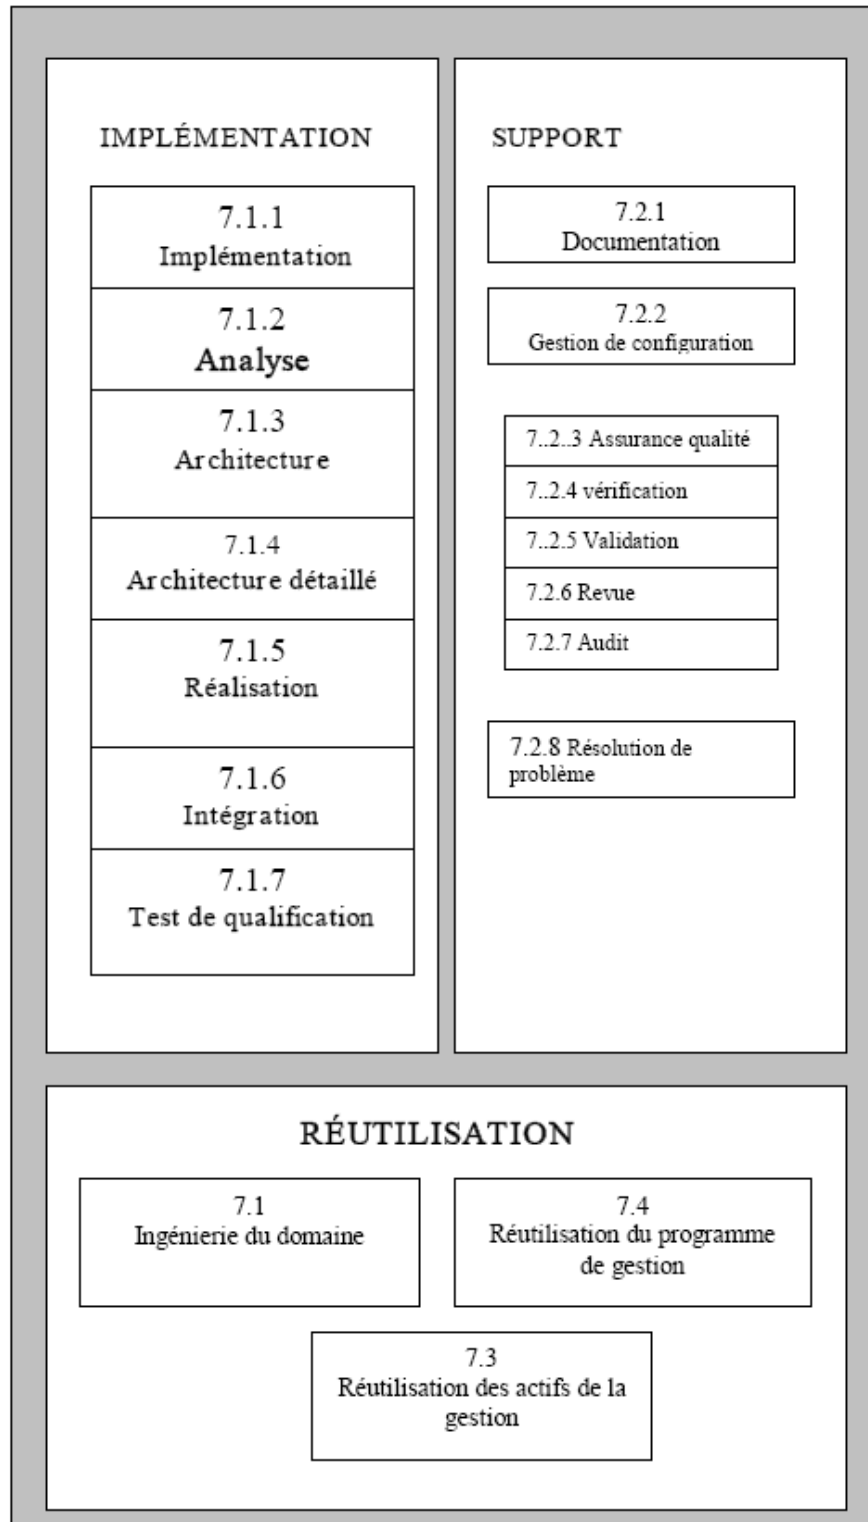 IMPLÉMENTATION
7.1.1
Implémentation
7.1.2
Analyse
7.1.3
Architecture
7.1.4
Architecture détaillé
7.1.5
Réalisation
7.1.6
Intégration
7.1.7
Test de qualification
SUPPORT
7.2.1
Documentation
7.2.2
Gestion de configuration
7..2..3 Assurance qualité
7..2.4 vérification
7..2.5 Validation
7.2.6 Revue
7.2.7 Audit
7.2.8 Résolution de
problème
RÉUTILISATION
7.1
Ingénierie du domaine
7.4
Réutilisation du programme
de gestion
7.3
Réutilisation des actifs de la
gestion